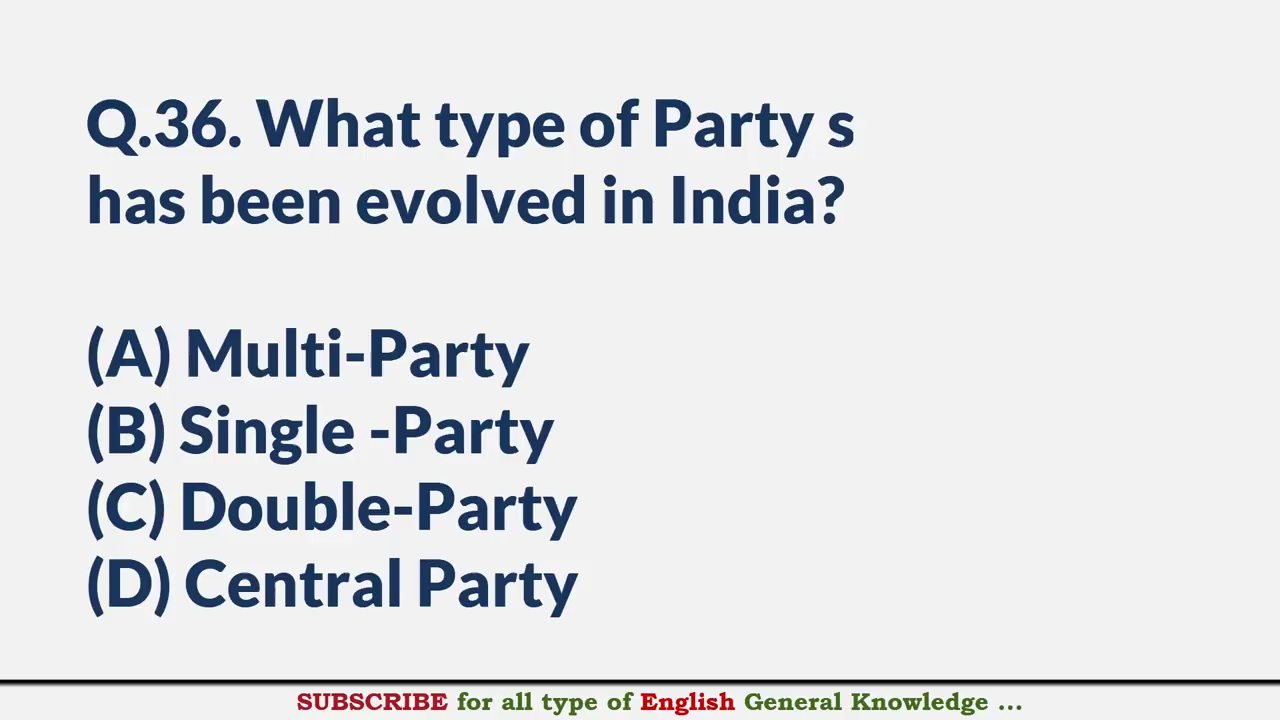 Q.36. What type of Party s
has been evolved in India?
(A) Multi-Party
(B) Single -Party
(C) Double-Party
(D) Central Party
SUBSCRIBE for all type of English General Knowledge ...